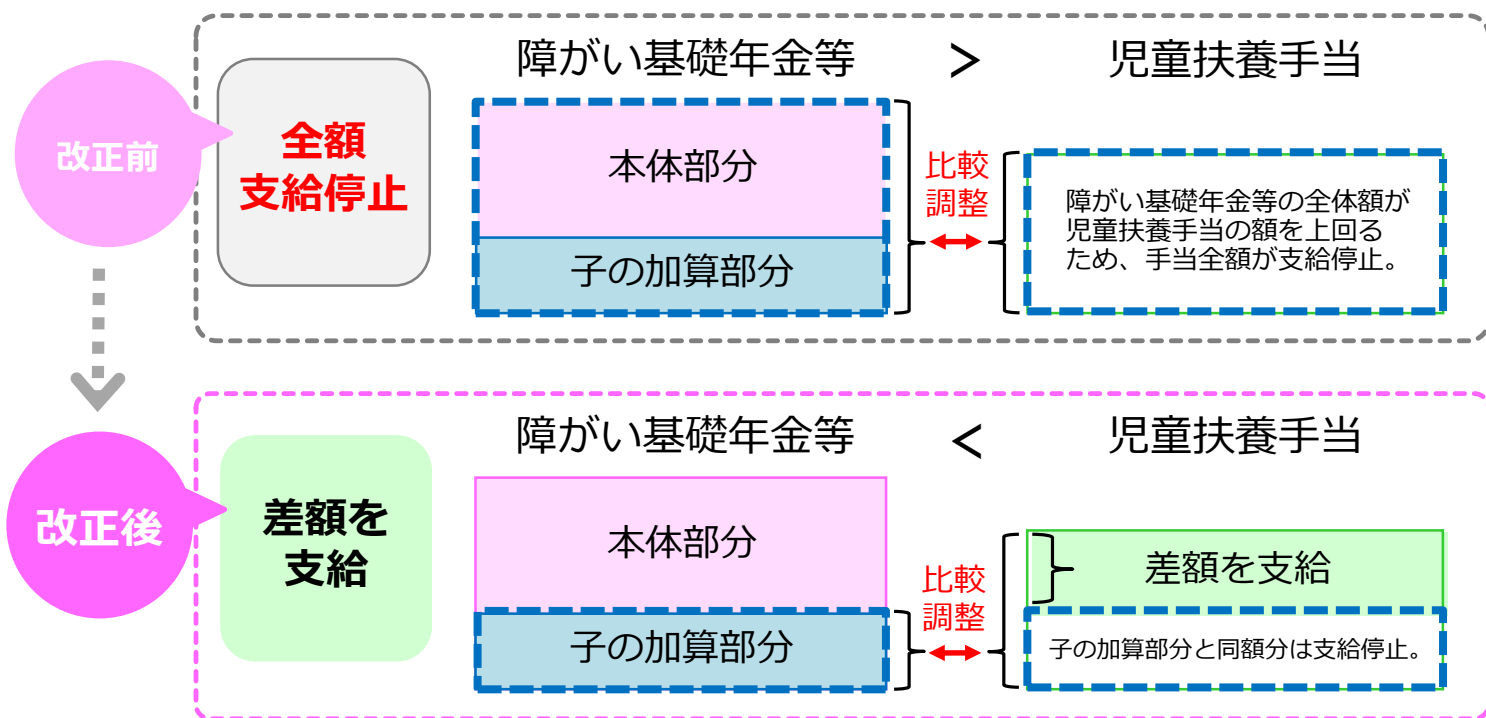 障がい基礎年金等 > 児童扶養手当
改正前
全額
支給停止
本体部分
子の加算部分
比較
調整
障がい基礎年金等の全体額が
児童扶養手当の額を上回る
ため、手当全額が支給停止。
障がい基礎年金等 < 児童扶養手当
改正後
差額を
支給
本体部分
子の加算部分
比較
調整
差額を支給
子の加算部分と同額分は支給停止。